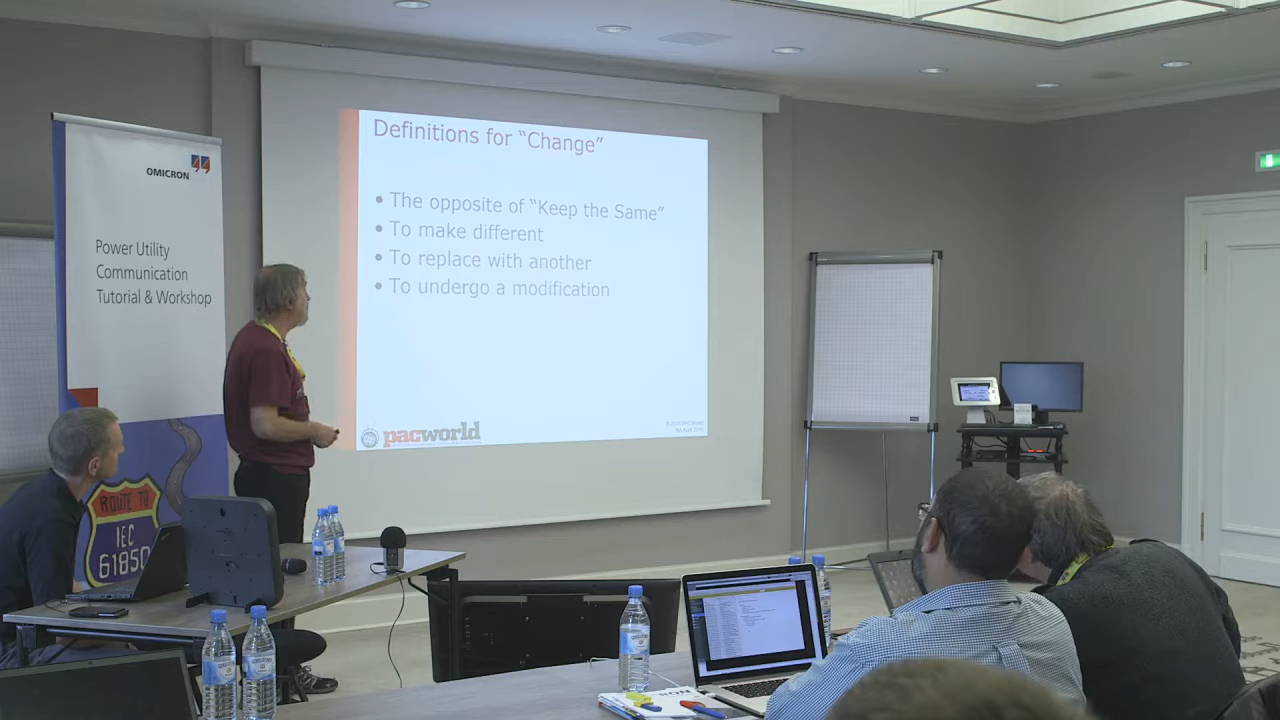 OMICRON
Power Utility
Communication
Tutorial & Workshop
ROUTE TO
IEC
61850
Definitions for “Change”
• The opposite of “Keep the Same”
• To make different
• To replace with another
• To undergo a modification
pacworld